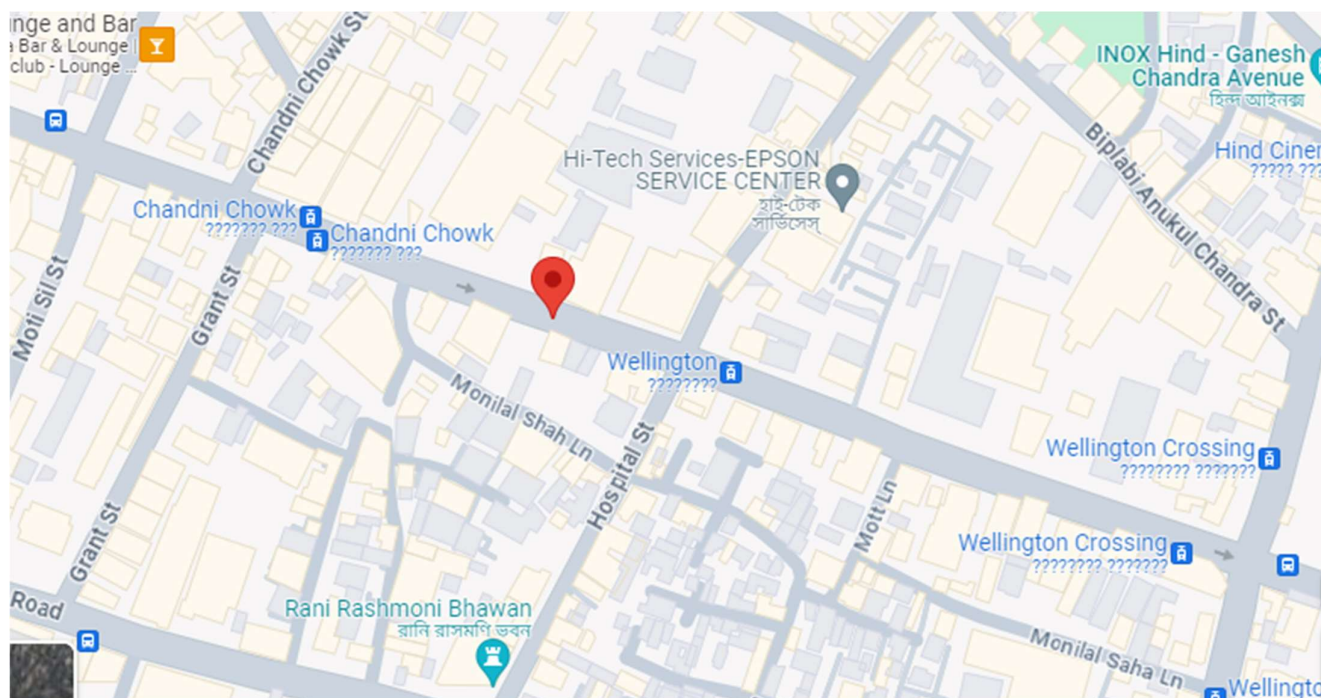 nge and Bar
a Bar & Lounge |
club - Lounge ...
Chandni Chowk St
INOX Hind - Ganesh
Chandra Avenue
হিন্দ আইনক্স
Biplabi Anukul Chandra St
Hi-Tech Services-EPSON
SERVICE CENTER
হাই-টেক
সার্ভিসেস্
Hind Ciner
????? ???
Chandni Chowk
??????? ???
Chandni Chowk
??????? ???
Moti Sil St
Grant St
Wellington
????????
Monilal Shah Ln
Hospital St
Wellington Crossing
???????? ???????
Mott Ln
Grant St
Wellington Crossing
???????? ???????
Road
Rani Rashmoni Bhawan
রানি রাসমণি ভবন
Monilal Saha Ln
Wellingto